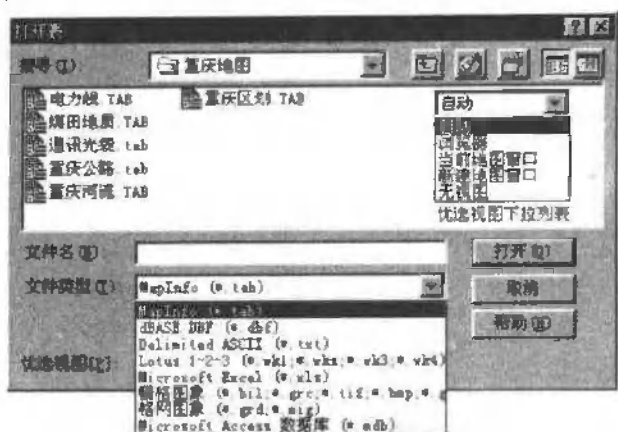 打开表
搜寻(I): 重庆地图
电力线.TAB 重庆区划.TAB
煤田地质.TAB
通讯光缆.tab
重庆公路.tab
重庆河流.TAB
自动
浏览器
当前地图窗口
新建地图窗口
无视图
优选视图下拉列表
文件名(N): 打开(O)
文件类型(T): MapInfo (*.tab) 取消
MapInfo (*.tab)
dBASE DBF (*.dbf) 帮助(H)
Delimited ASCII (*.txt)
优选视图[P]: Lotus 1-2-3 (*.wk1;*.wks;*.wk3;*.wk4)
Microsoft Excel (*.xls)
栅格图象 (*.bil;*.grc;*.tif;*.bmp;*.g
格网图象 (*.grd;*.mig)
Microsoft Access 数据库 (*.mdb)